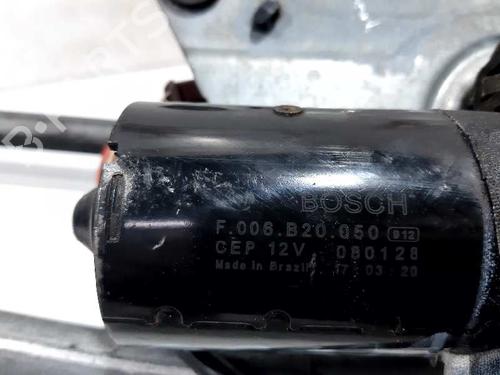 BOSCH
F.006.B20.050 912
CEP 12V 080128
Made in Brazil 17 03 20